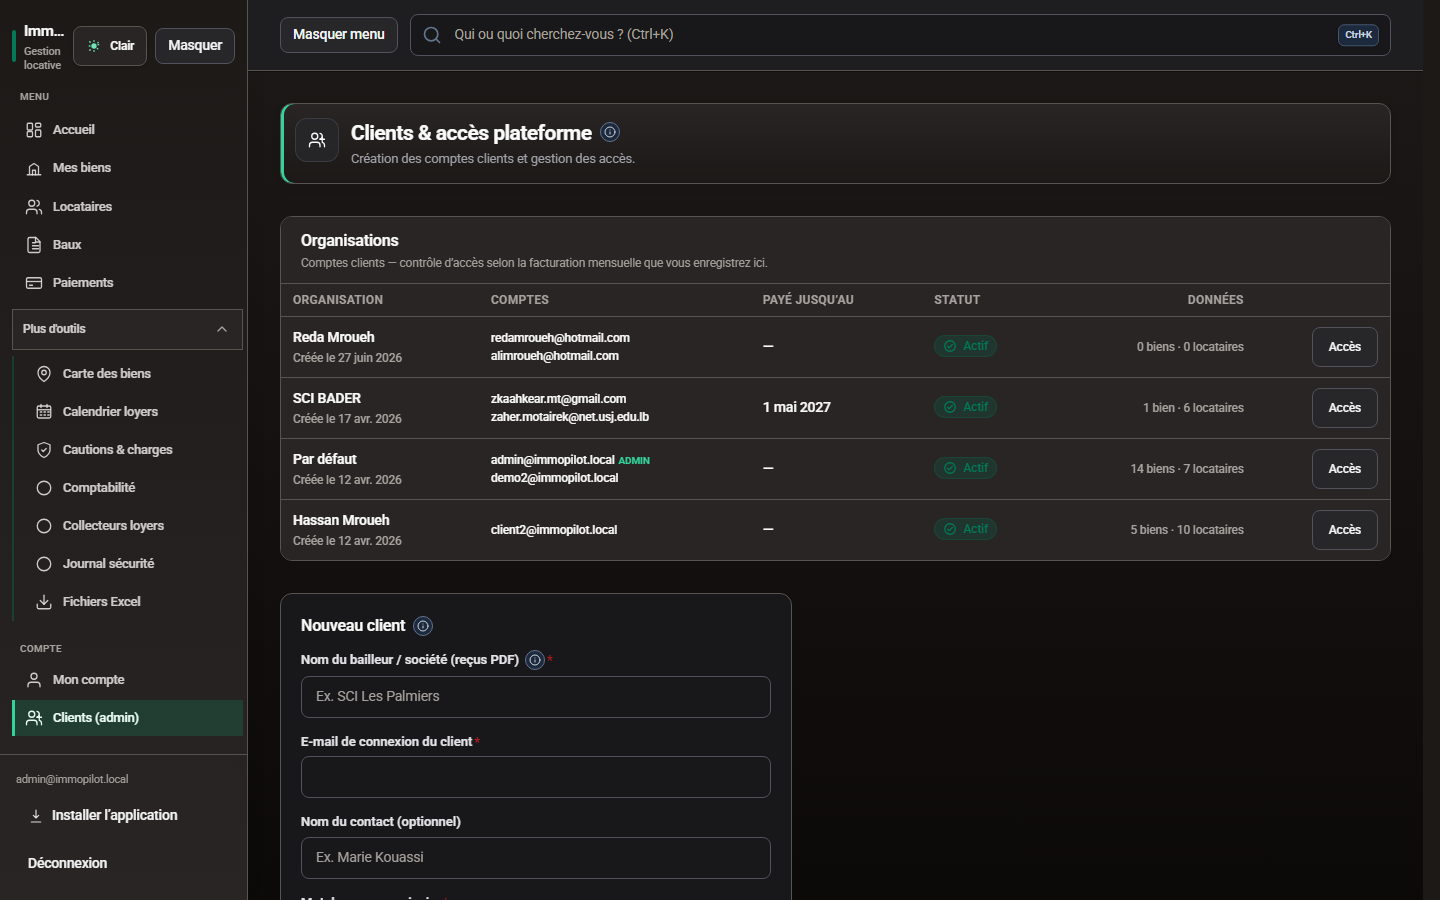 Imm...
Gestion
locative
Clair
Masquer
MENU
Accueil
Mes biens
Locataires
Baux
Paiements
Plus d'outils
Carte des biens
Calendrier loyers
Cautions & charges
Comptabilité
Collecteurs loyers
Journal sécurité
Fichiers Excel
COMPTE
Mon compte
Clients (admin)
admin@immopilot.local
Installer l'application
Déconnexion
Masquer menu
Qui ou quoi cherchez-vous ? (Ctrl+K)
Ctrl+K
Clients & accès plateforme
Création des comptes clients et gestion des accès.
Organisations
Comptes clients — contrôle d'accès selon la facturation mensuelle que vous enregistrez ici.
ORGANISATION COMPTES PAYÉ JUSQU'AU STATUT DONNÉES
Reda Mroueh
Créée le 27 juin 2026
redamroueh@hotmail.com
alimroueh@hotmail.com
—
Actif
0 biens · 0 locataires
Accès
SCI BADER
Créée le 17 avr. 2026
zkaahkear.mt@gmail.com
zaher.motairek@net.usj.edu.lb
1 mai 2027
Actif
1 bien · 6 locataires
Accès
Par défaut
Créée le 12 avr. 2026
admin@immopilot.local ADMIN
demo2@immopilot.local
—
Actif
14 biens · 7 locataires
Accès
Hassan Mroueh
Créée le 12 avr. 2026
client2@immopilot.local
—
Actif
5 biens · 10 locataires
Accès
Nouveau client
Nom du bailleur / société (reçus PDF) *
Ex. SCI Les Palmiers
E-mail de connexion du client *
Nom du contact (optionnel)
Ex. Marie Kouassi